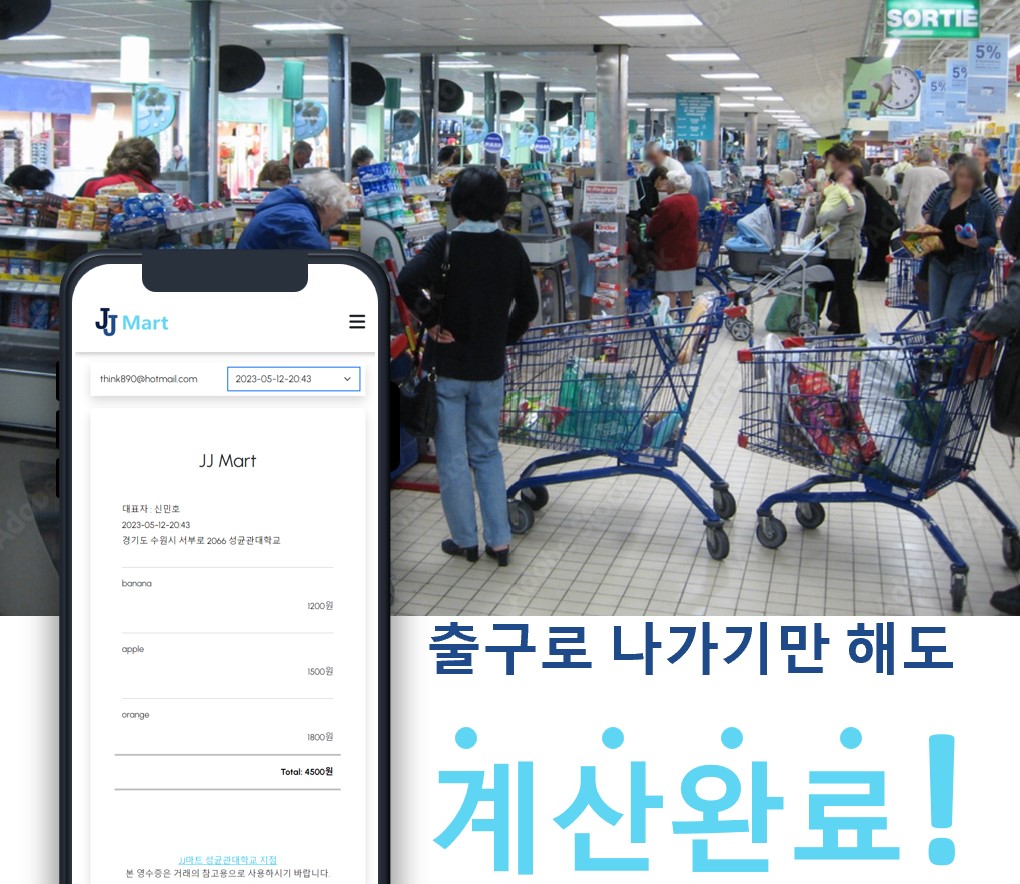 SORTIE
5%
5%
5%
Kinder
JJ Mart
think890@hotmail.com
2023-05-12-20:43
JJ Mart
대표자 : 신민호
2023-05-12-20:43
경기도 수원시 서부로 2066 성균관대학교
banana
1200원
apple
1500원
orange
1800원
Total: 4500원
JJ마트 성균관대학교 지점
본 영수증은 거래의 참고용으로 사용하시기 바랍니다.
출구로 나가기만 해도
계산완료!